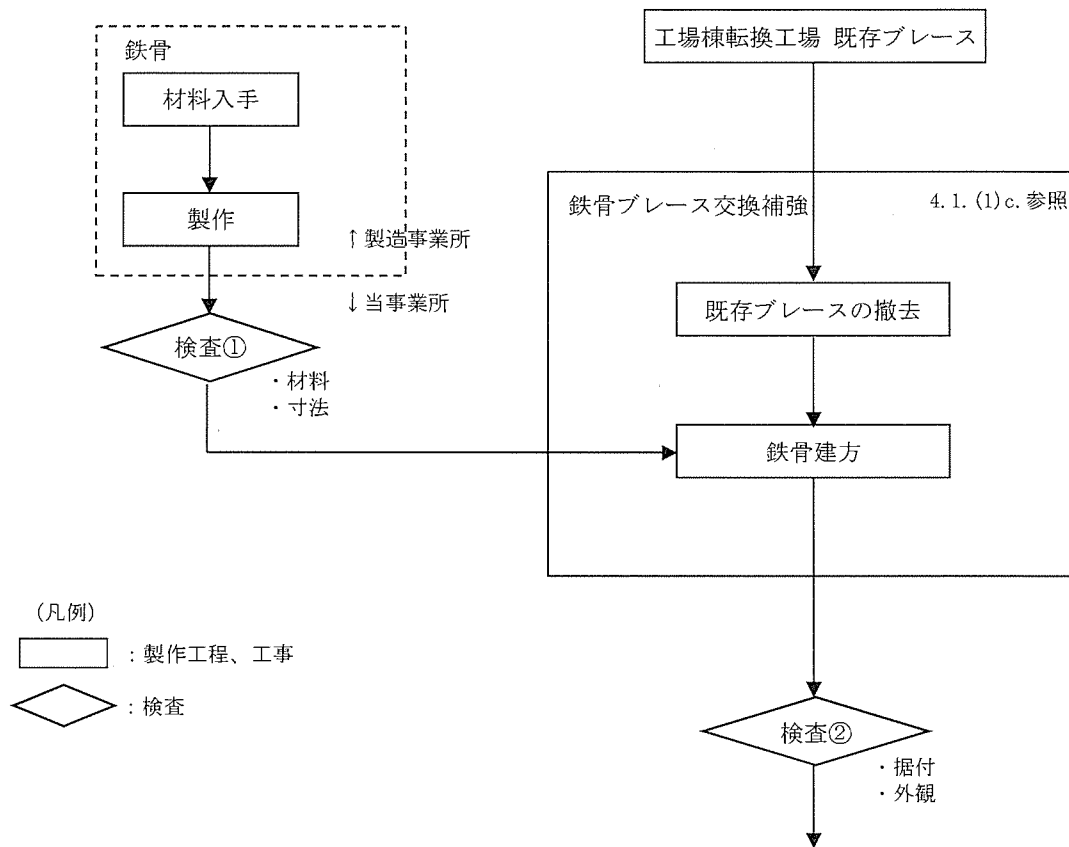 鉄骨
材料入手
製作
↑製造事業所
↓当事業所
検査①
・材料
・寸法
工場棟転換工場 既存ブレース
鉄骨ブレース交換補強
4.1.(1)c.参照
既存ブレースの撤去
鉄骨建方
検査②
・据付
・外観
(凡例)
:製作工程、工事
:検査